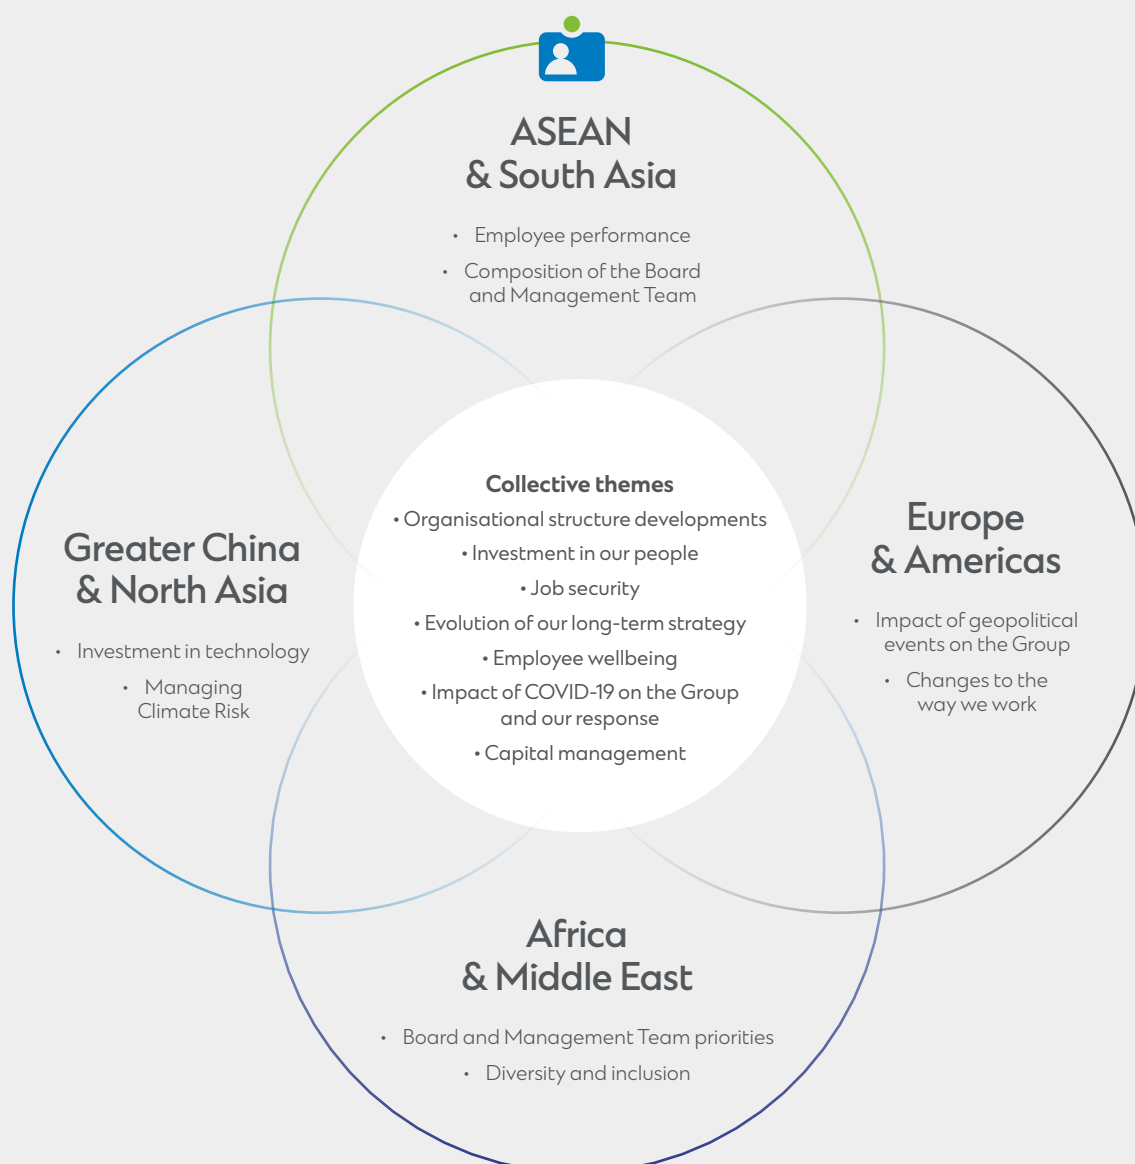 ASEAN
& South Asia
• Employee performance
• Composition of the Board
and Management Team
Collective themes
• Organisational structure developments
• Investment in our people
• Job security
• Evolution of our long-term strategy
• Employee wellbeing
• Impact of COVID-19 on the Group
and our response
• Capital management
Greater China
& North Asia
• Investment in technology
• Managing
Climate Risk
Europe
& Americas
• Impact of geopolitical
events on the Group
• Changes to the
way we work
Africa
& Middle East
• Board and Management Team priorities
• Diversity and inclusion